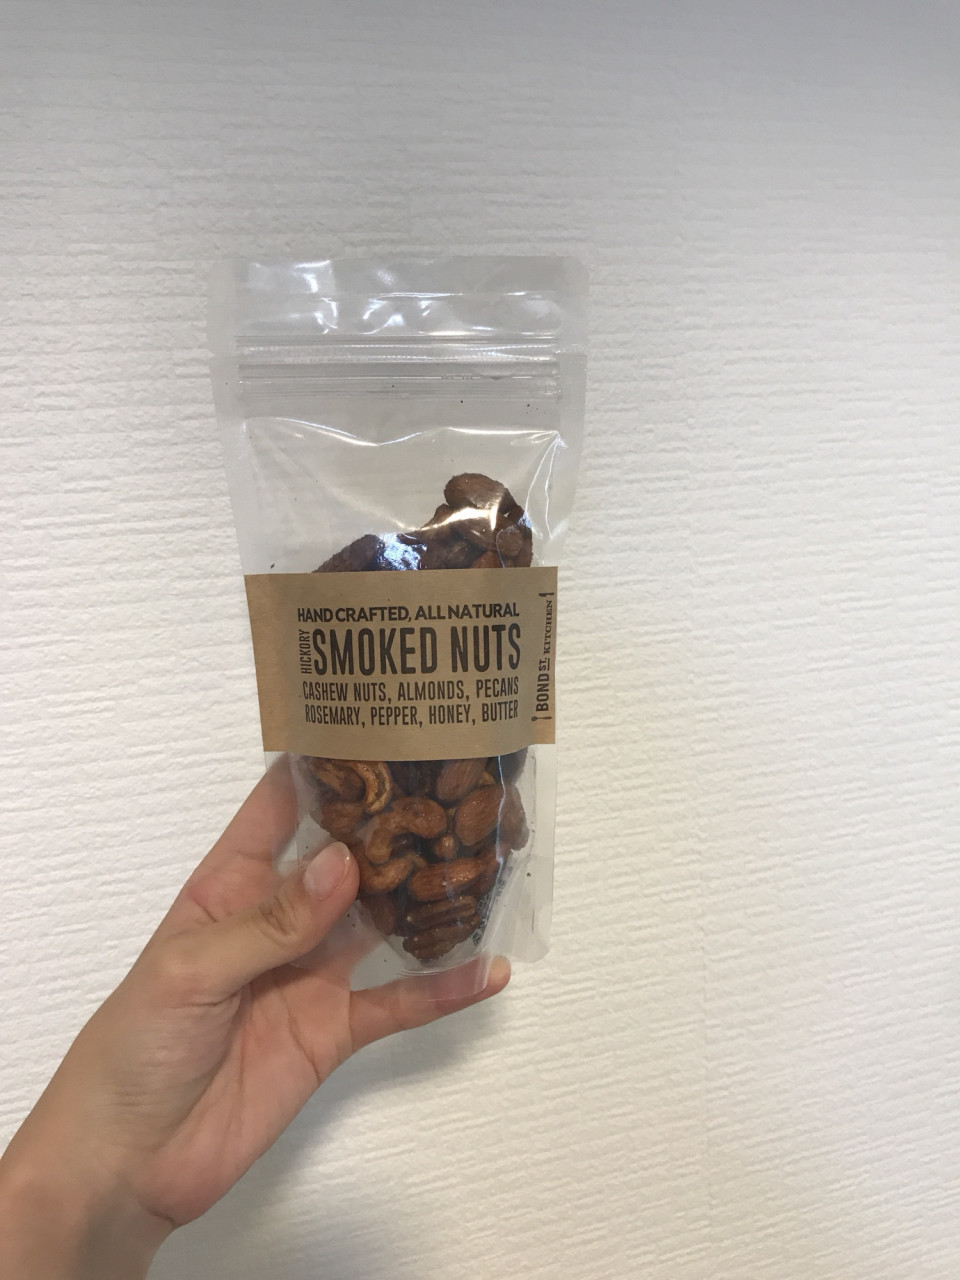 HAND CRAFTED, ALL NATURAL
HICKORY
SMOKED NUTS
CASHEW NUTS, ALMONDS, PECANS
ROSEMARY, PEPPER, HONEY, BUTTER
BOND ST. KITCHEN